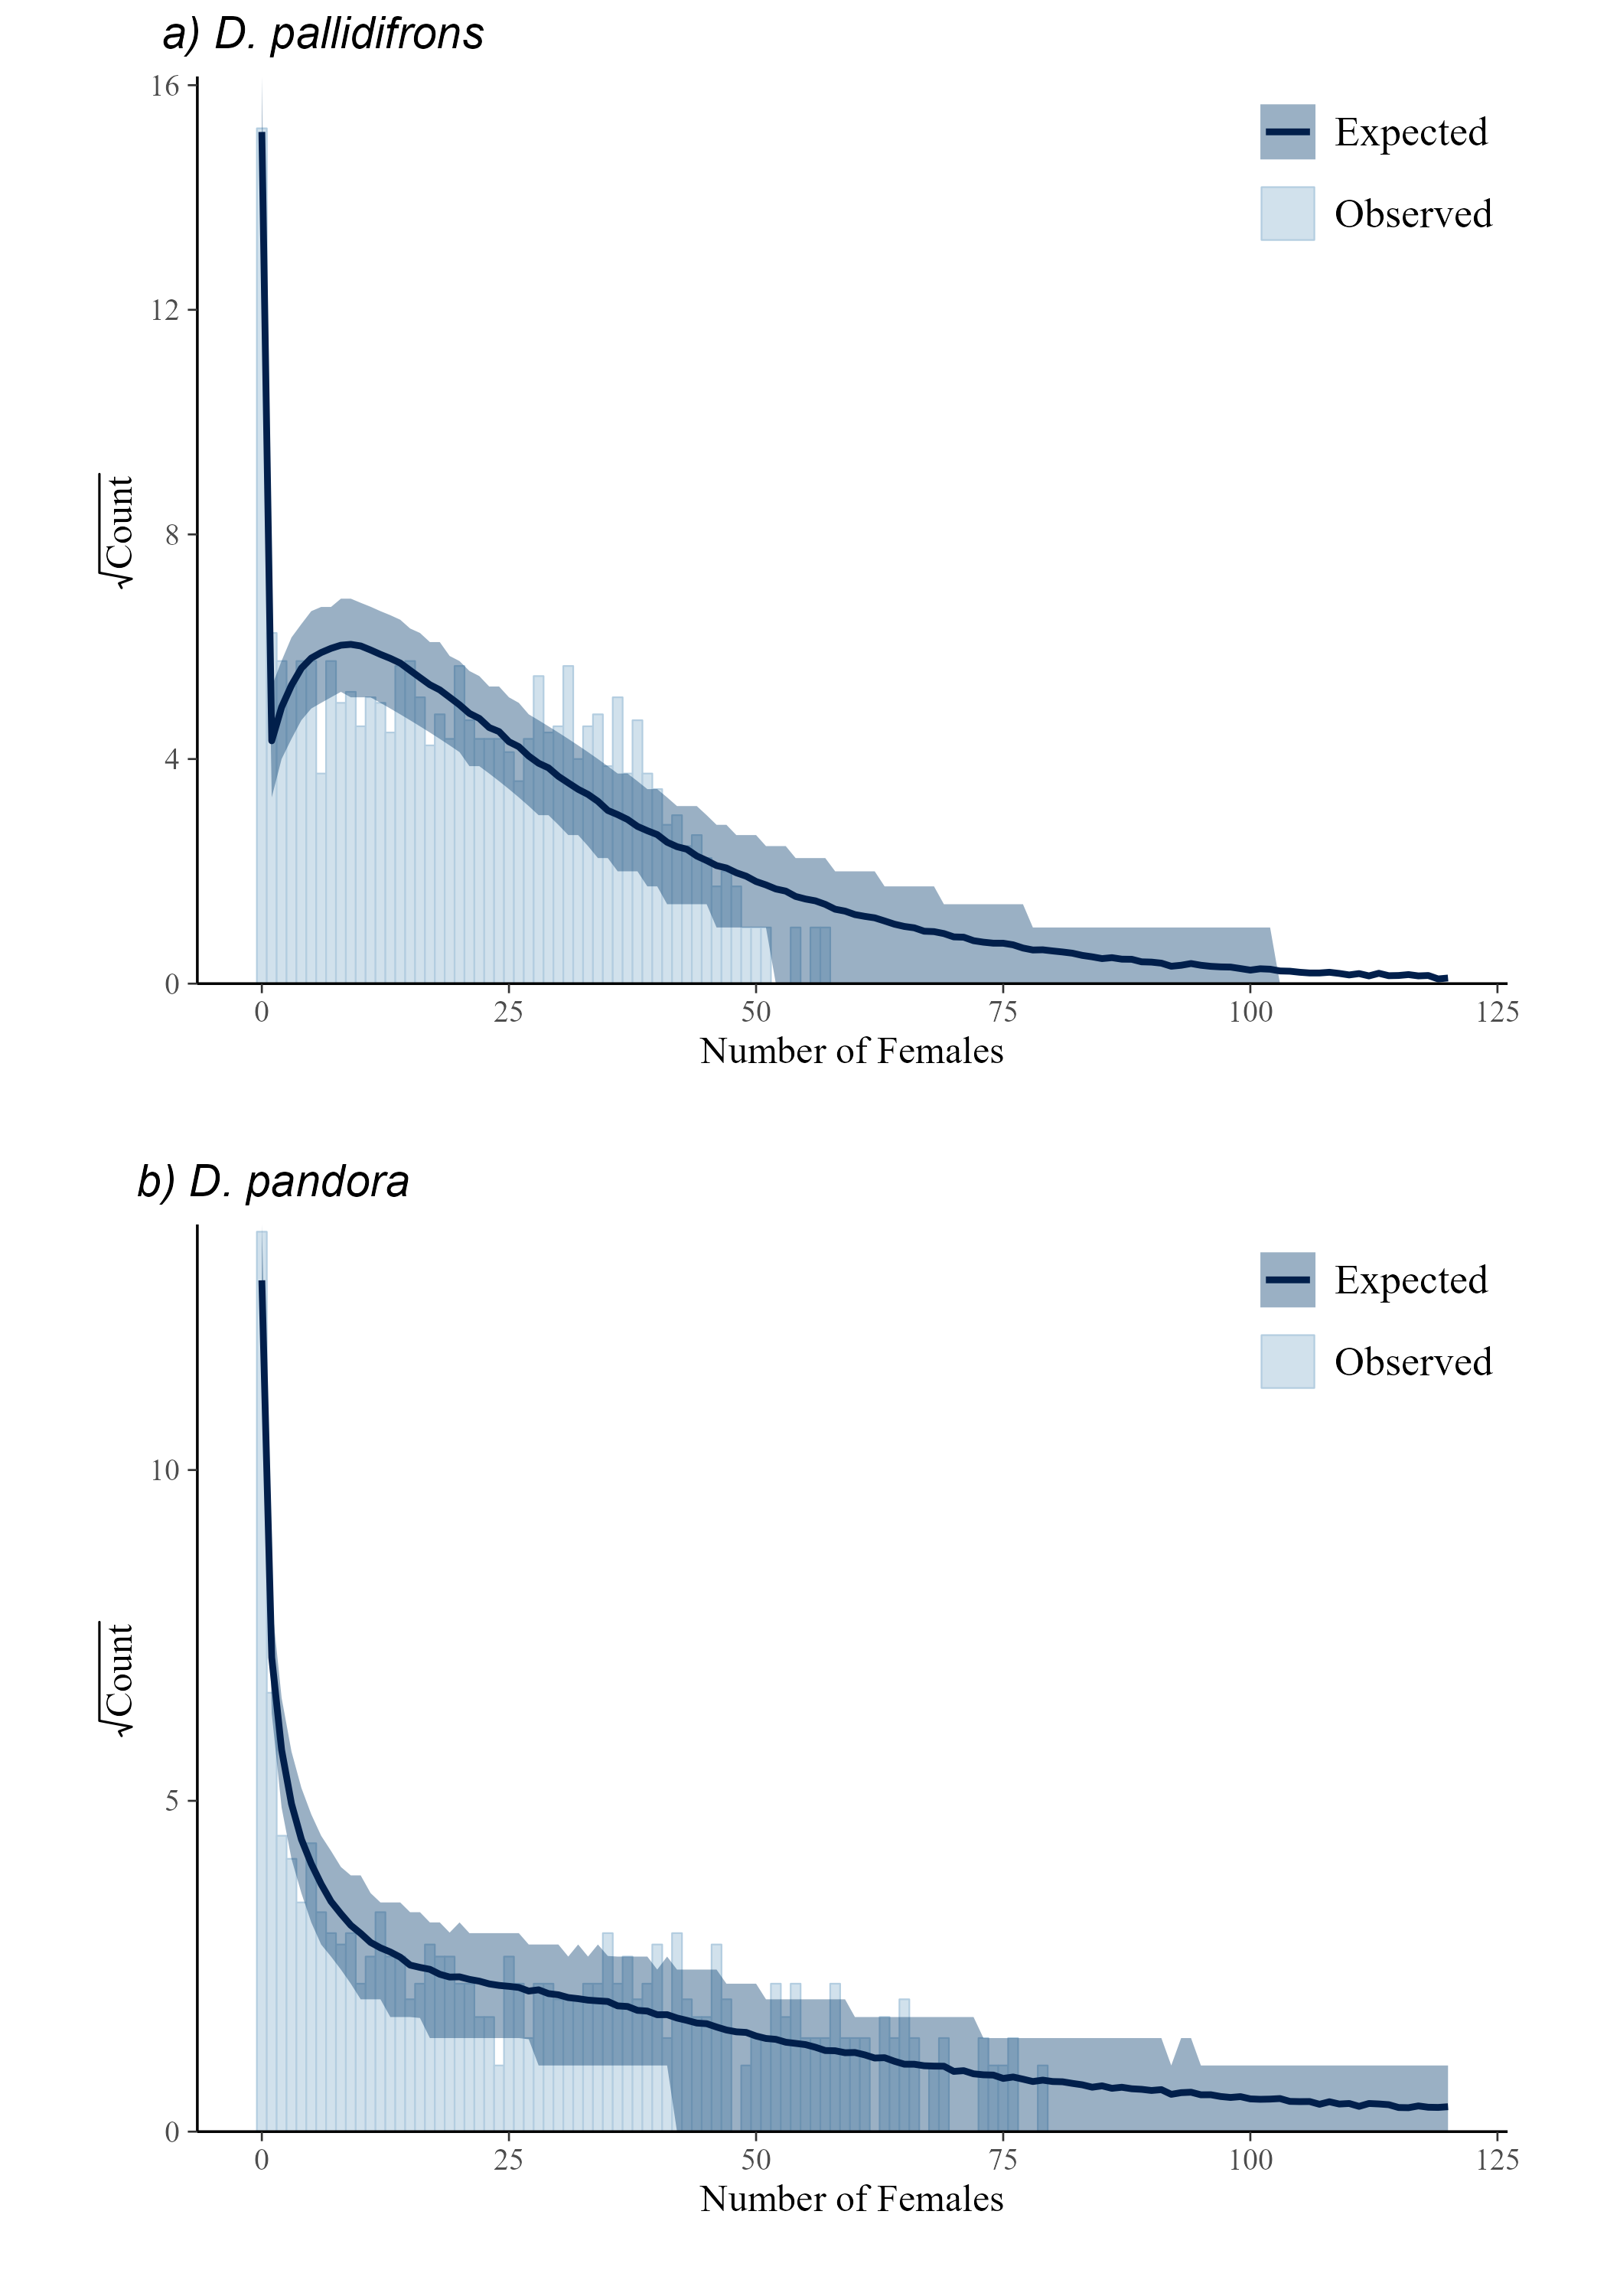 a) D. pallidifrons
16
12
8
4
0
√Count
0 25 50 75 100 125
Number of Females
Expected
Observed
b) D. pandora
10
5
0
√Count
0 25 50 75 100 125
Number of Females
Expected
Observed